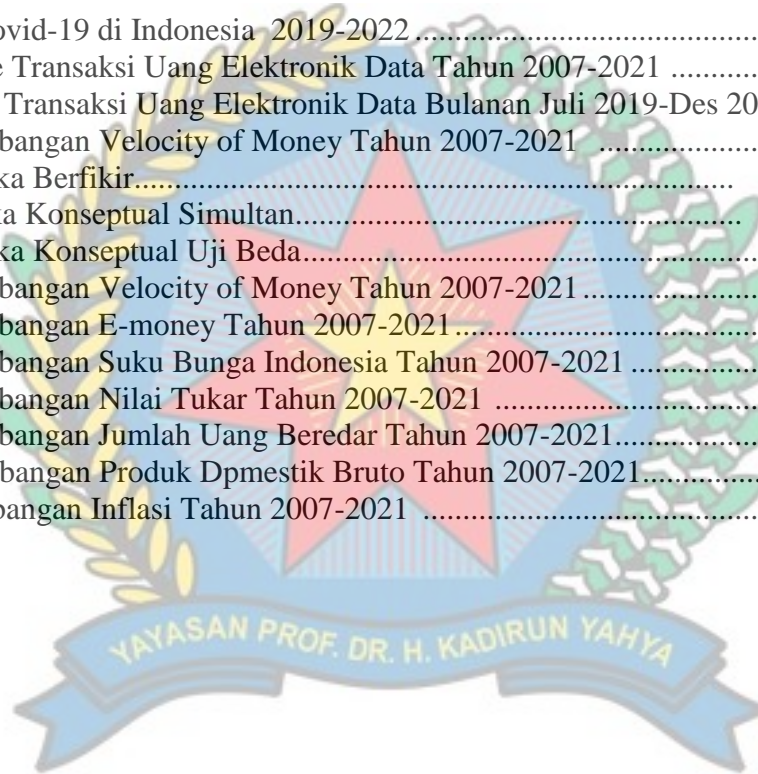 ovid-19 di Indonesia 2019-2022 ....................................................
e Transaksi Uang Elektronik Data Tahun 2007-2021 ............
Transaksi Uang Elektronik Data Bulanan Juli 2019-Des 20
bangan Velocity of Money Tahun 2007-2021 ......................
ka Berfikir............................................................................
ka Konseptual Simultan........................................................
ka Konseptual Uji Beda.........................................................
bangan Velocity of Money Tahun 2007-2021 ......................
bangan E-money Tahun 2007-2021......................................
bangan Suku Bunga Indonesia Tahun 2007-2021 ................
bangan Nilai Tukar Tahun 2007-2021 .................................
bangan Jumlah Uang Beredar Tahun 2007-2021..................
bangan Produk Dpmestik Bruto Tahun 2007-2021...............
bangan Inflasi Tahun 2007-2021 ..........................................
YAYASAN PROF. DR. H. KADIRUN YAHYA